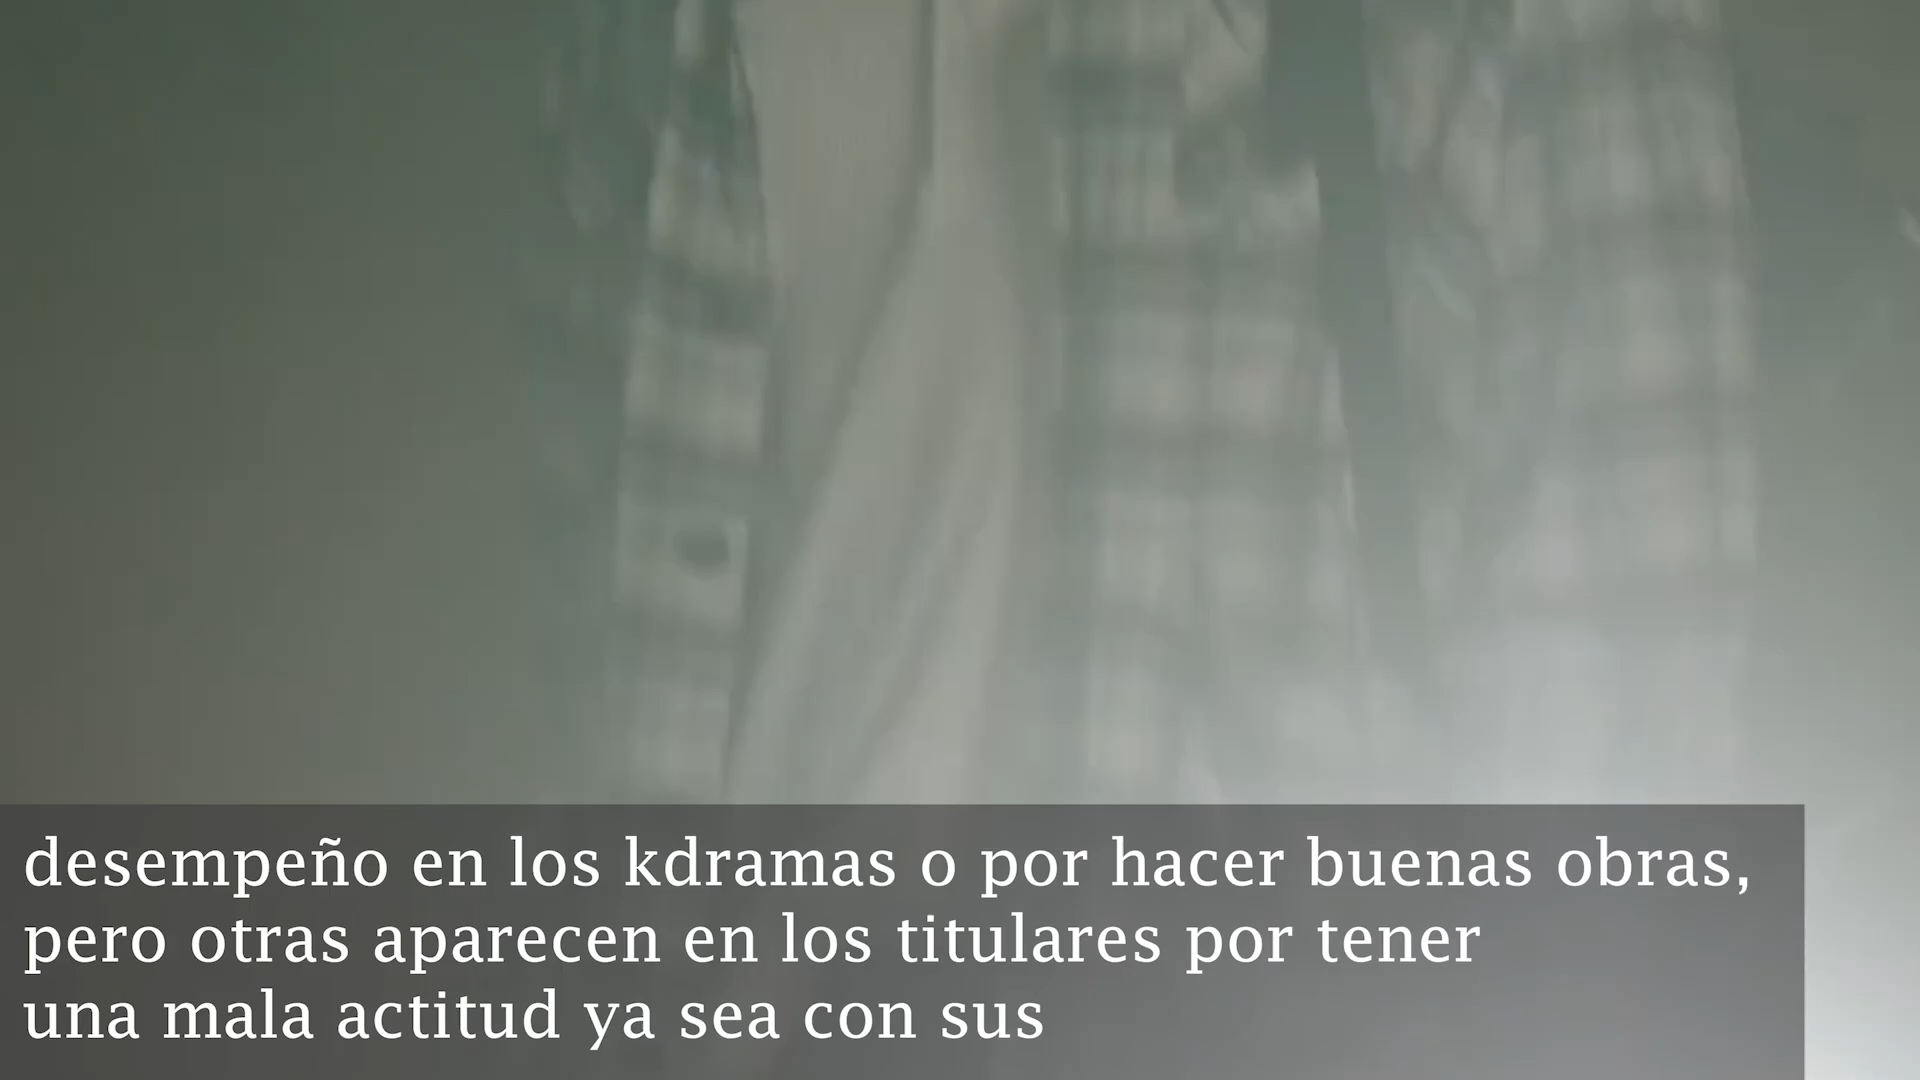 desempeño en los kdramas o por hacer buenas obras,
pero otras aparecen en los titulares por tener
una mala actitud ya sea con sus